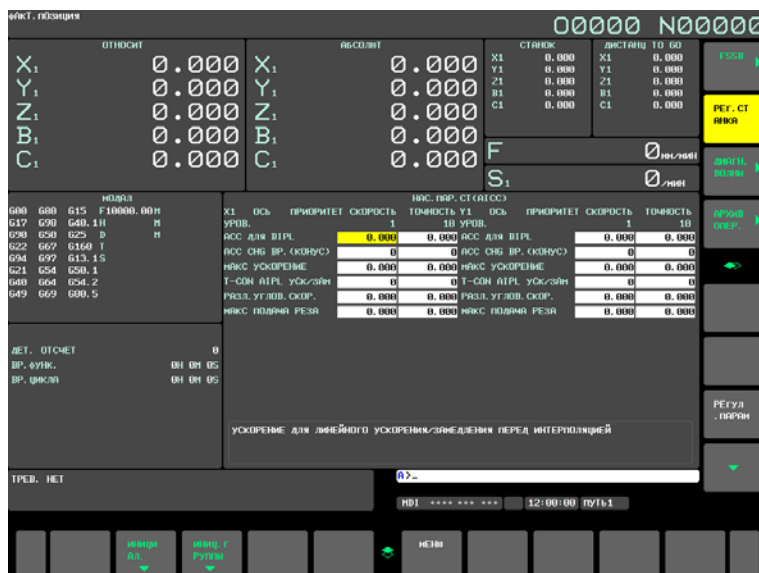 ФАКТ.ПОЗИЦИЯ
O0000 N00000
ОТНОСИТ
X1 0.000
Y1 0.000
Z1 0.000
B1 0.000
C1 0.000
АБСОЛЮТ
X1 0.000
Y1 0.000
Z1 0.000
B1 0.000
C1 0.000
СТАНОК
X1 0.000
Y1 0.000
Z1 0.000
B1 0.000
C1 0.000
ДИСТАНЦ TO GO
X1 0.000
Y1 0.000
Z1 0.000
B1 0.000
C1 0.000
F 0 ММ/МИН
S1 0 /МИН
МОДАЛ
G00 G80 G15 F10000.00 M
G17 G98 G40.1 H M
G90 G50 G25 D M
G22 G67 G160 T
G94 G97 G13.1 S
G21 G54 G50.1
G40 G64 G54.2
G49 G69 G80.5
ДЕТ. ОТСЧЕТ 0
ВР.ФУНК. 0H 0M 0S
ВР.ЦИКЛА 0H 0M 0S
НАС.ПАР.СТ(AICC)
X1 ОСЬ ПРИОРИТЕТ СКОРОСТЬ ТОЧНОСТЬ Y1 ОСЬ ПРИОРИТЕТ СКОРОСТЬ ТОЧНОСТЬ
УРОВ. 1 10 УРОВ. 1 10
ACC ДЛЯ BIPL 0.000 0.000 ACC ДЛЯ BIPL 0.000 0.000
ACC CHG ВР.(КОНУС) 0 0 ACC CHG ВР.(КОНУС) 0 0
МАКС УСКОРЕНИЕ 0.000 0.000 МАКС УСКОРЕНИЕ 0.000 0.000
T-CON AIPL УСК/ЗАМ 0 0 T-CON AIPL УСК/ЗАМ 0 0
РАЗЛ.УГЛОВ.СКОР. 0.000 0.000 РАЗЛ.УГЛОВ.СКОР. 0.000 0.000
МАКС ПОДАЧА РЕЗА 0.000 0.000 МАКС ПОДАЧА РЕЗА 0.000 0.000
УСКОРЕНИЕ ДЛЯ ЛИНЕЙНОГО УСКОРЕНИЯ/ЗАМЕДЛЕНИЯ ПЕРЕД ИНТЕРПОЛЯЦИЕЙ
ТРЕВ. НЕТ
A>_
MDI **** *** *** 12:00:00 ПУТЬ1
FSSB
РЕГ.СТ
АНКА
ДИАГН.
ВОЛНЫ
АРХИВ
ОПЕР.
РЕГУЛ
.ПАРАМ
ИНИЦИ
АЛ.
ИНИЦ.Г
РУППЫ
МЕНЮ